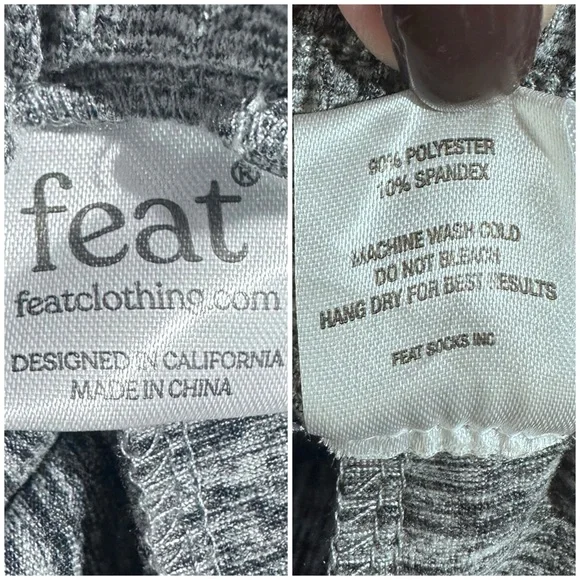 feat®
featclothing.com
DESIGNED IN CALIFORNIA
MADE IN CHINA
90% POLYESTER
10% SPANDEX
MACHINE WASH COLD
DO NOT BLEACH
HANG DRY FOR BEST RESULTS
FEAT SOCKS INC